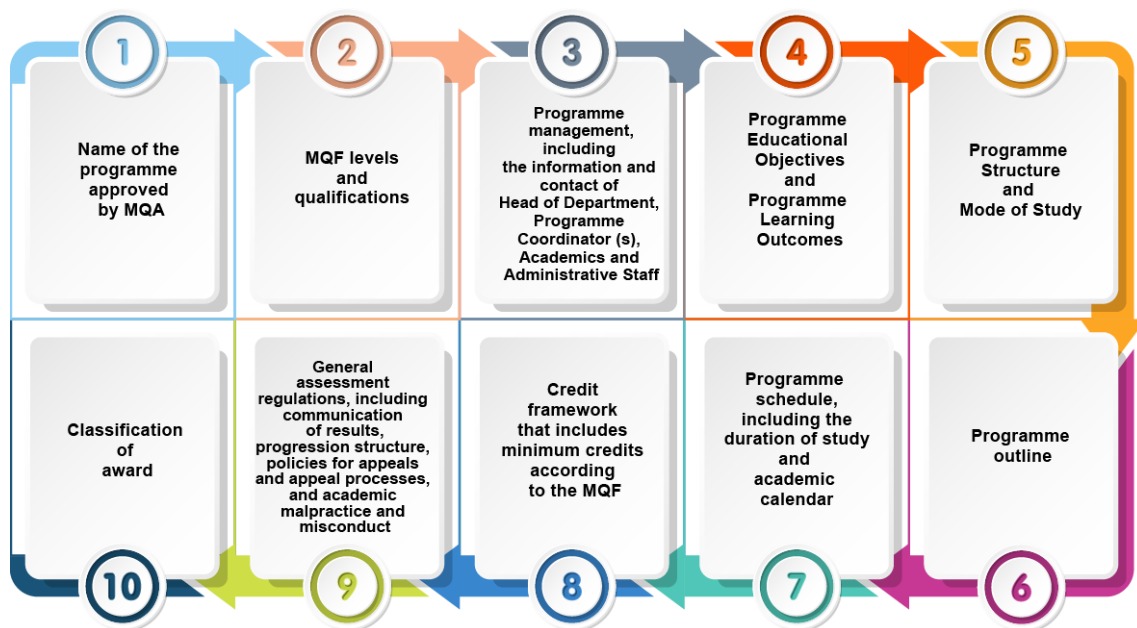 1
Name of the
programme
approved
by MQA
2
MQF levels
and
qualifications
3
Programme
management,
including
the information and
contact of
Head of Department,
Programme
Coordinator (s),
Academics and
Administrative Staff
4
Programme
Educational
Objectives
and
Programme
Learning
Outcomes
5
Programme
Structure
and
Mode of Study
6
Programme
outline
7
Programme
schedule,
including the
duration of study
and
academic
calendar
8
Credit
framework
that includes
minimum credits
according
to the MQF
9
General
assessment
regulations, including
communication
of results,
progression structure,
policies for appeals
and appeal processes,
and academic
malpractice and
misconduct
10
Classification
of
award